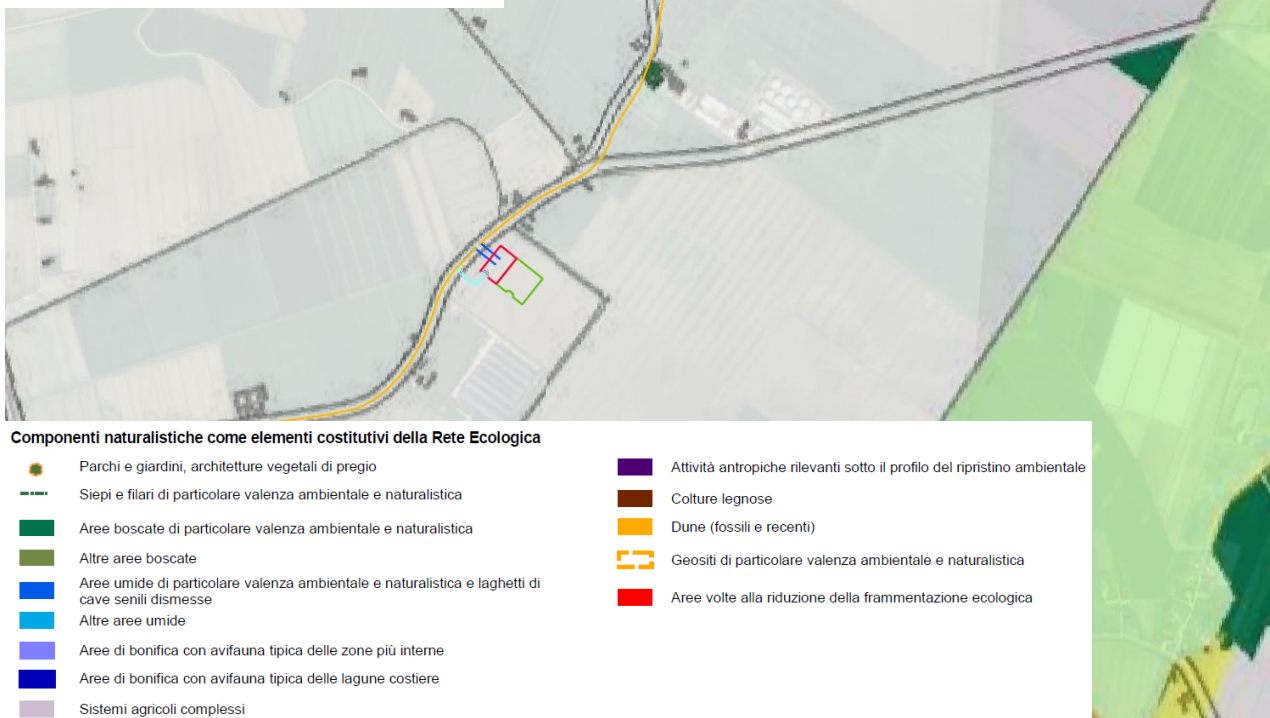 Componenti naturalistiche come elementi costitutivi della Rete Ecologica
Parchi e giardini, architetture vegetali di pregio
Siepi e filari di particolare valenza ambientale e naturalistica
Aree boscate di particolare valenza ambientale e naturalistica
Altre aree boscate
Aree umide di particolare valenza ambientale e naturalistica e laghetti di
cave senili dismesse
Altre aree umide
Aree di bonifica con avifauna tipica delle zone più interne
Aree di bonifica con avifauna tipica delle lagune costiere
Sistemi agricoli complessi
Attività antropiche rilevanti sotto il profilo del ripristino ambientale
Colture legnose
Dune (fossili e recenti)
Geositi di particolare valenza ambientale e naturalistica
Aree volte alla riduzione della frammentazione ecologica